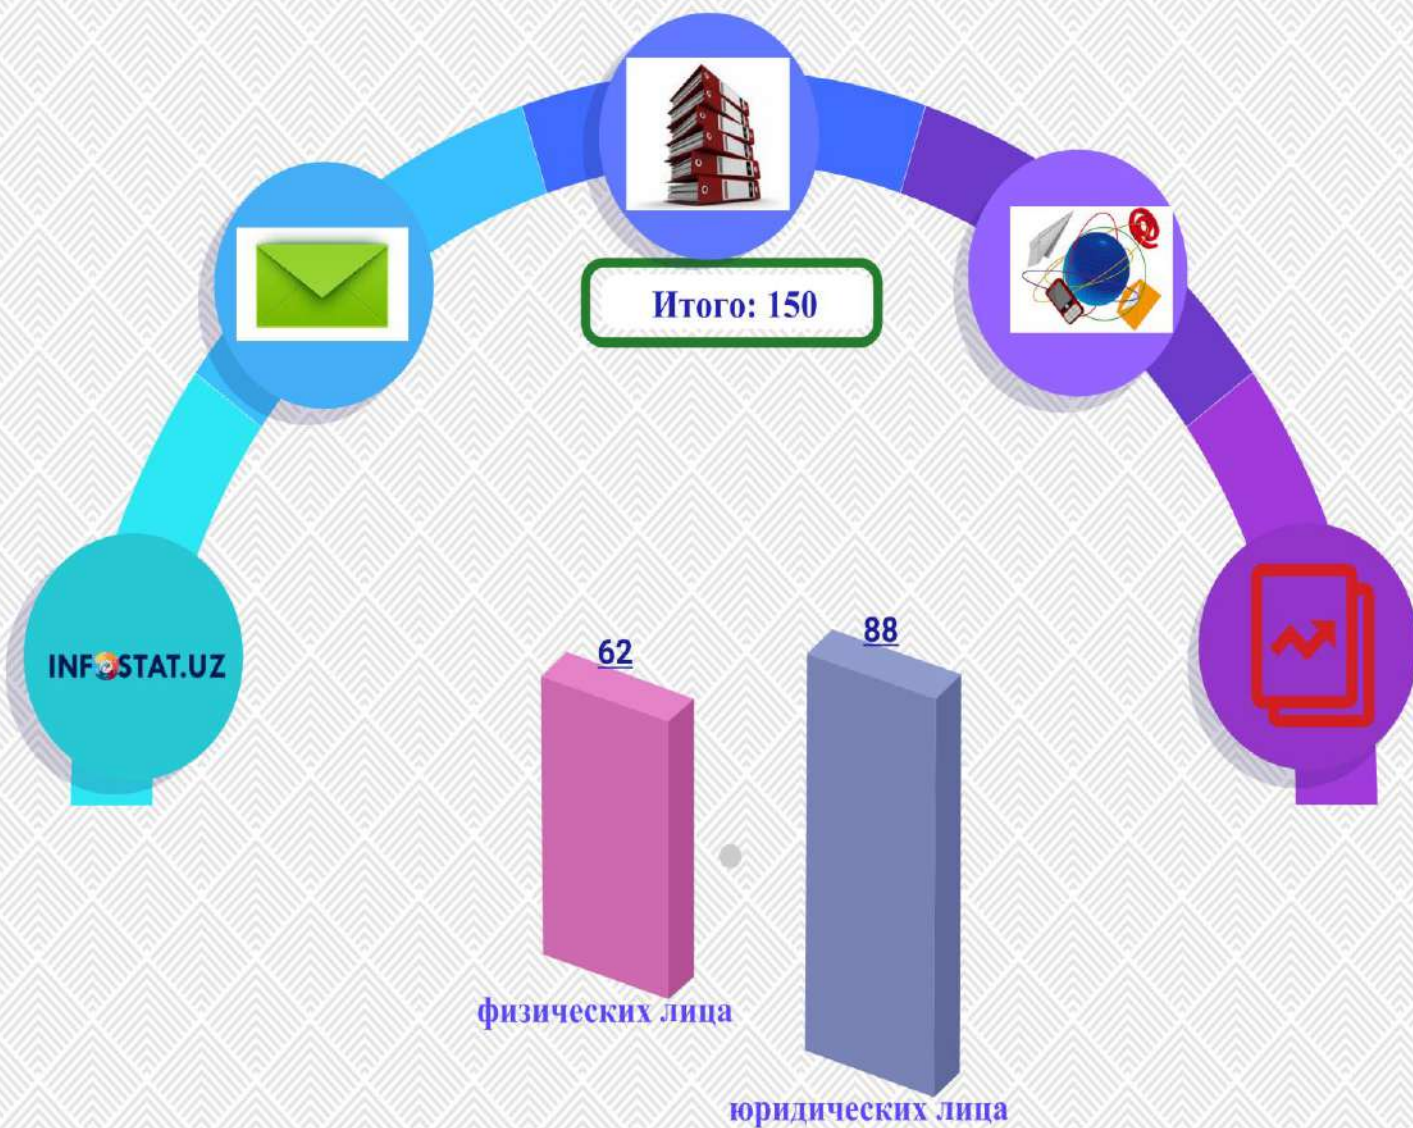 Итого: 150
INFOSTAT.UZ
62
88
физических лица
юридических лица